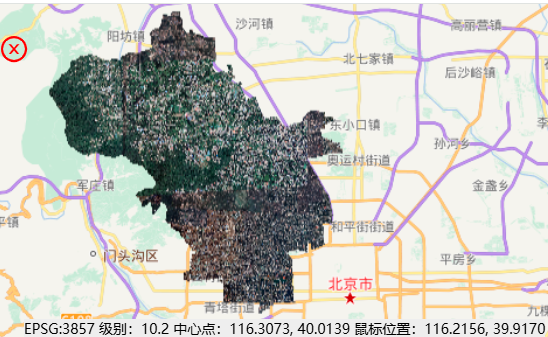 沙河镇
高丽营镇
阳坊镇
北七家镇
后沙峪镇
东小口镇
孙河乡
奥运村街道
军庄镇
金盏乡
平镇
和平街街道
门头沟区
平房乡
北京市
青塔街道
九棵
EPSG:3857 级别：10.2 中心点：116.3073, 40.0139 鼠标位置：116.2156, 39.9170